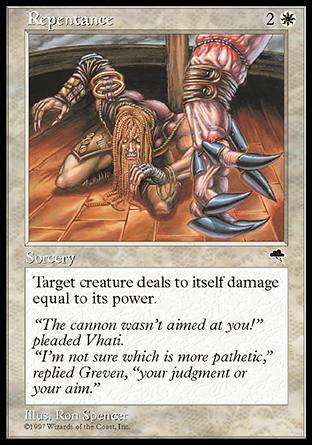 Repentance 2
Sorcery
Target creature deals to itself damage
equal to its power.
"The cannon wasn't aimed at you!"
pleaded Vhati.
"I'm not sure which is more pathetic,"
replied Greven, "your judgment or
your aim."
Illus. Ron Spencer
©1997 Wizards of the Coast, Inc.